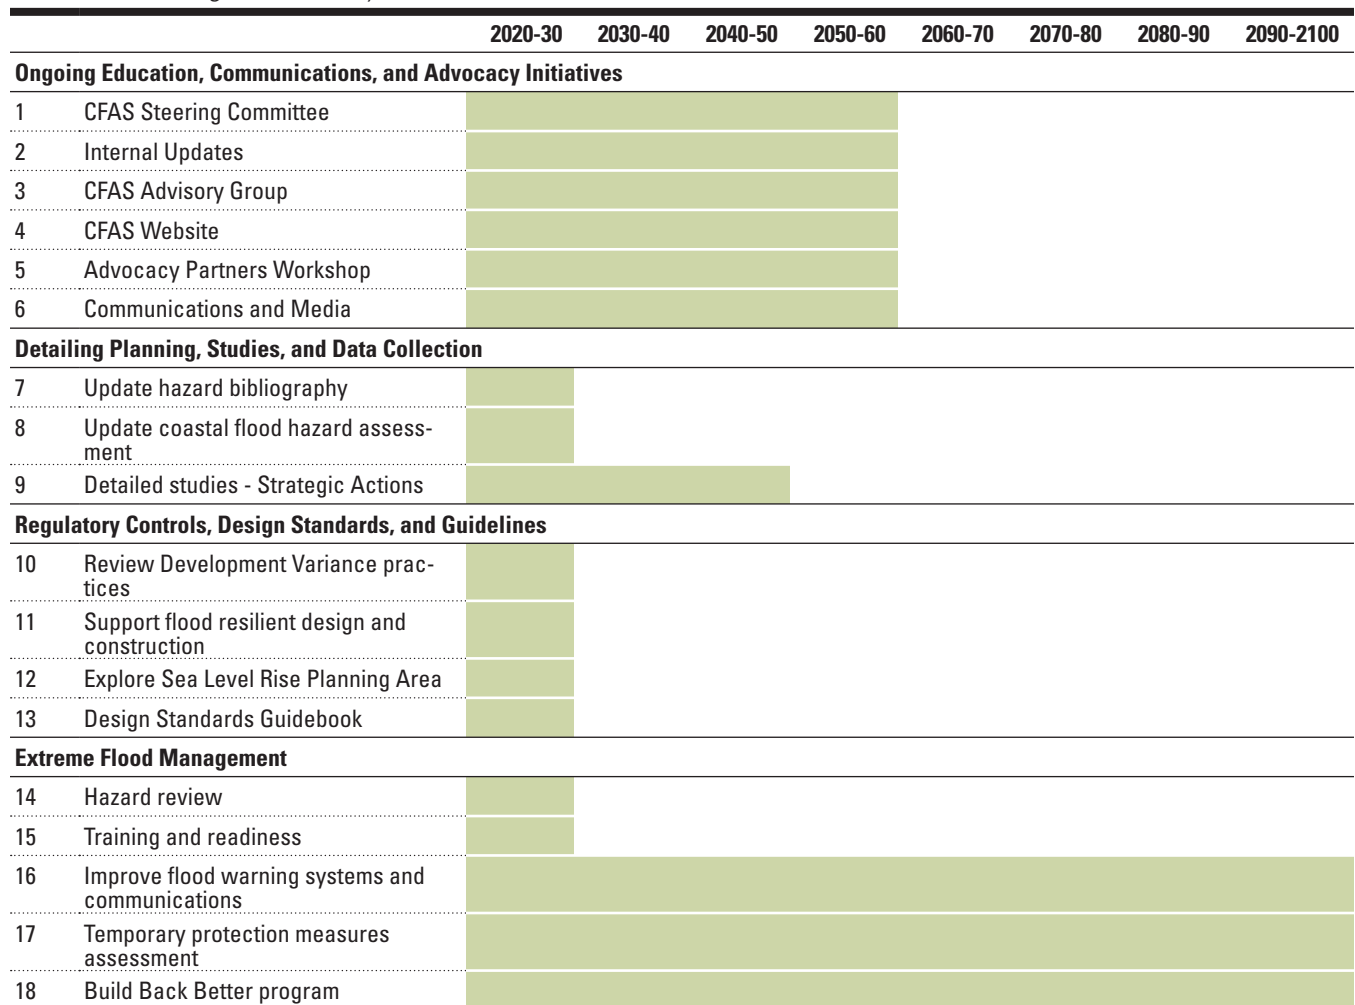 2020-30 2030-40 2040-50 2050-60 2060-70 2070-80 2080-90 2090-2100
Ongoing Education, Communications, and Advocacy Initiatives
1 CFAS Steering Committee
2 Internal Updates
3 CFAS Advisory Group
4 CFAS Website
5 Advocacy Partners Workshop
6 Communications and Media
Detailing Planning, Studies, and Data Collection
7 Update hazard bibliography
8 Update coastal flood hazard assess-
ment
9 Detailed studies - Strategic Actions
Regulatory Controls, Design Standards, and Guidelines
10 Review Development Variance prac-
tices
11 Support flood resilient design and
construction
12 Explore Sea Level Rise Planning Area
13 Design Standards Guidebook
Extreme Flood Management
14 Hazard review
15 Training and readiness
16 Improve flood warning systems and
communications
17 Temporary protection measures
assessment
18 Build Back Better program